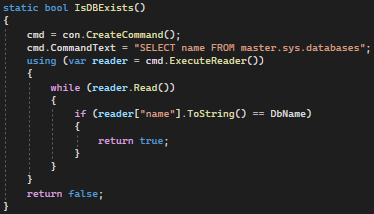 static bool IsDBExists()
{
    cmd = con.CreateCommand();
    cmd.CommandText = "SELECT name FROM master.sys.databases";
    using (var reader = cmd.ExecuteReader())
    {
        while (reader.Read())
        {
            if (reader["name"].ToString() == DbName)
            {
                return true;
            }
        }
    }
    return false;
}